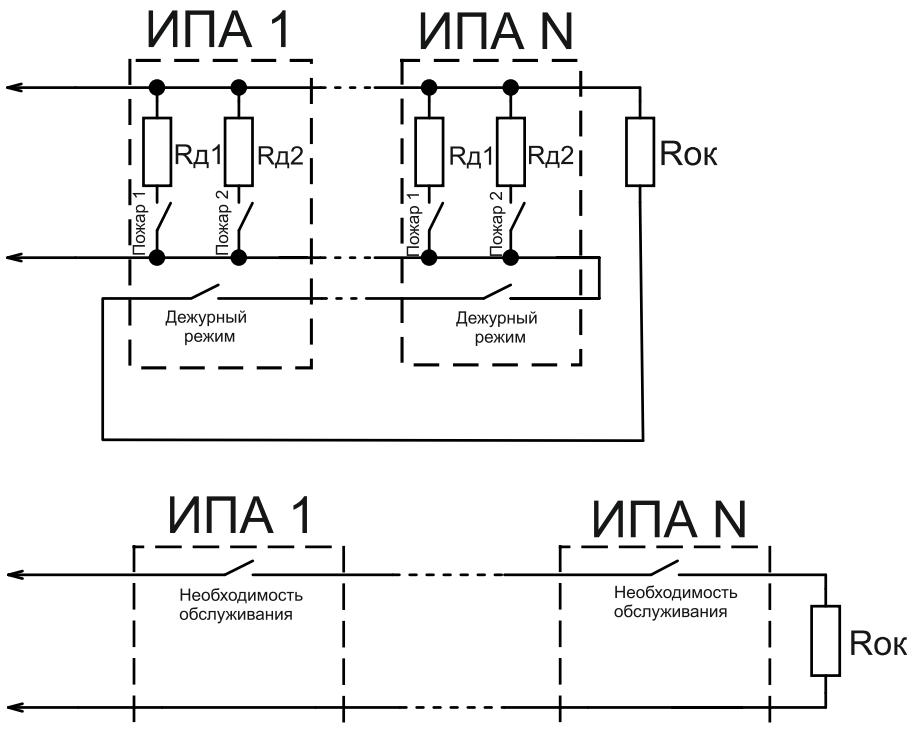 ИПА 1
ИПА N
Rд1
Rд2
Rд1
Rд2
Rок
Пожар 1
Пожар 2
Пожар 1
Пожар 2
Дежурный
режим
Дежурный
режим
ИПА 1
ИПА N
Необходимость
обслуживания
Необходимость
обслуживания
Rок